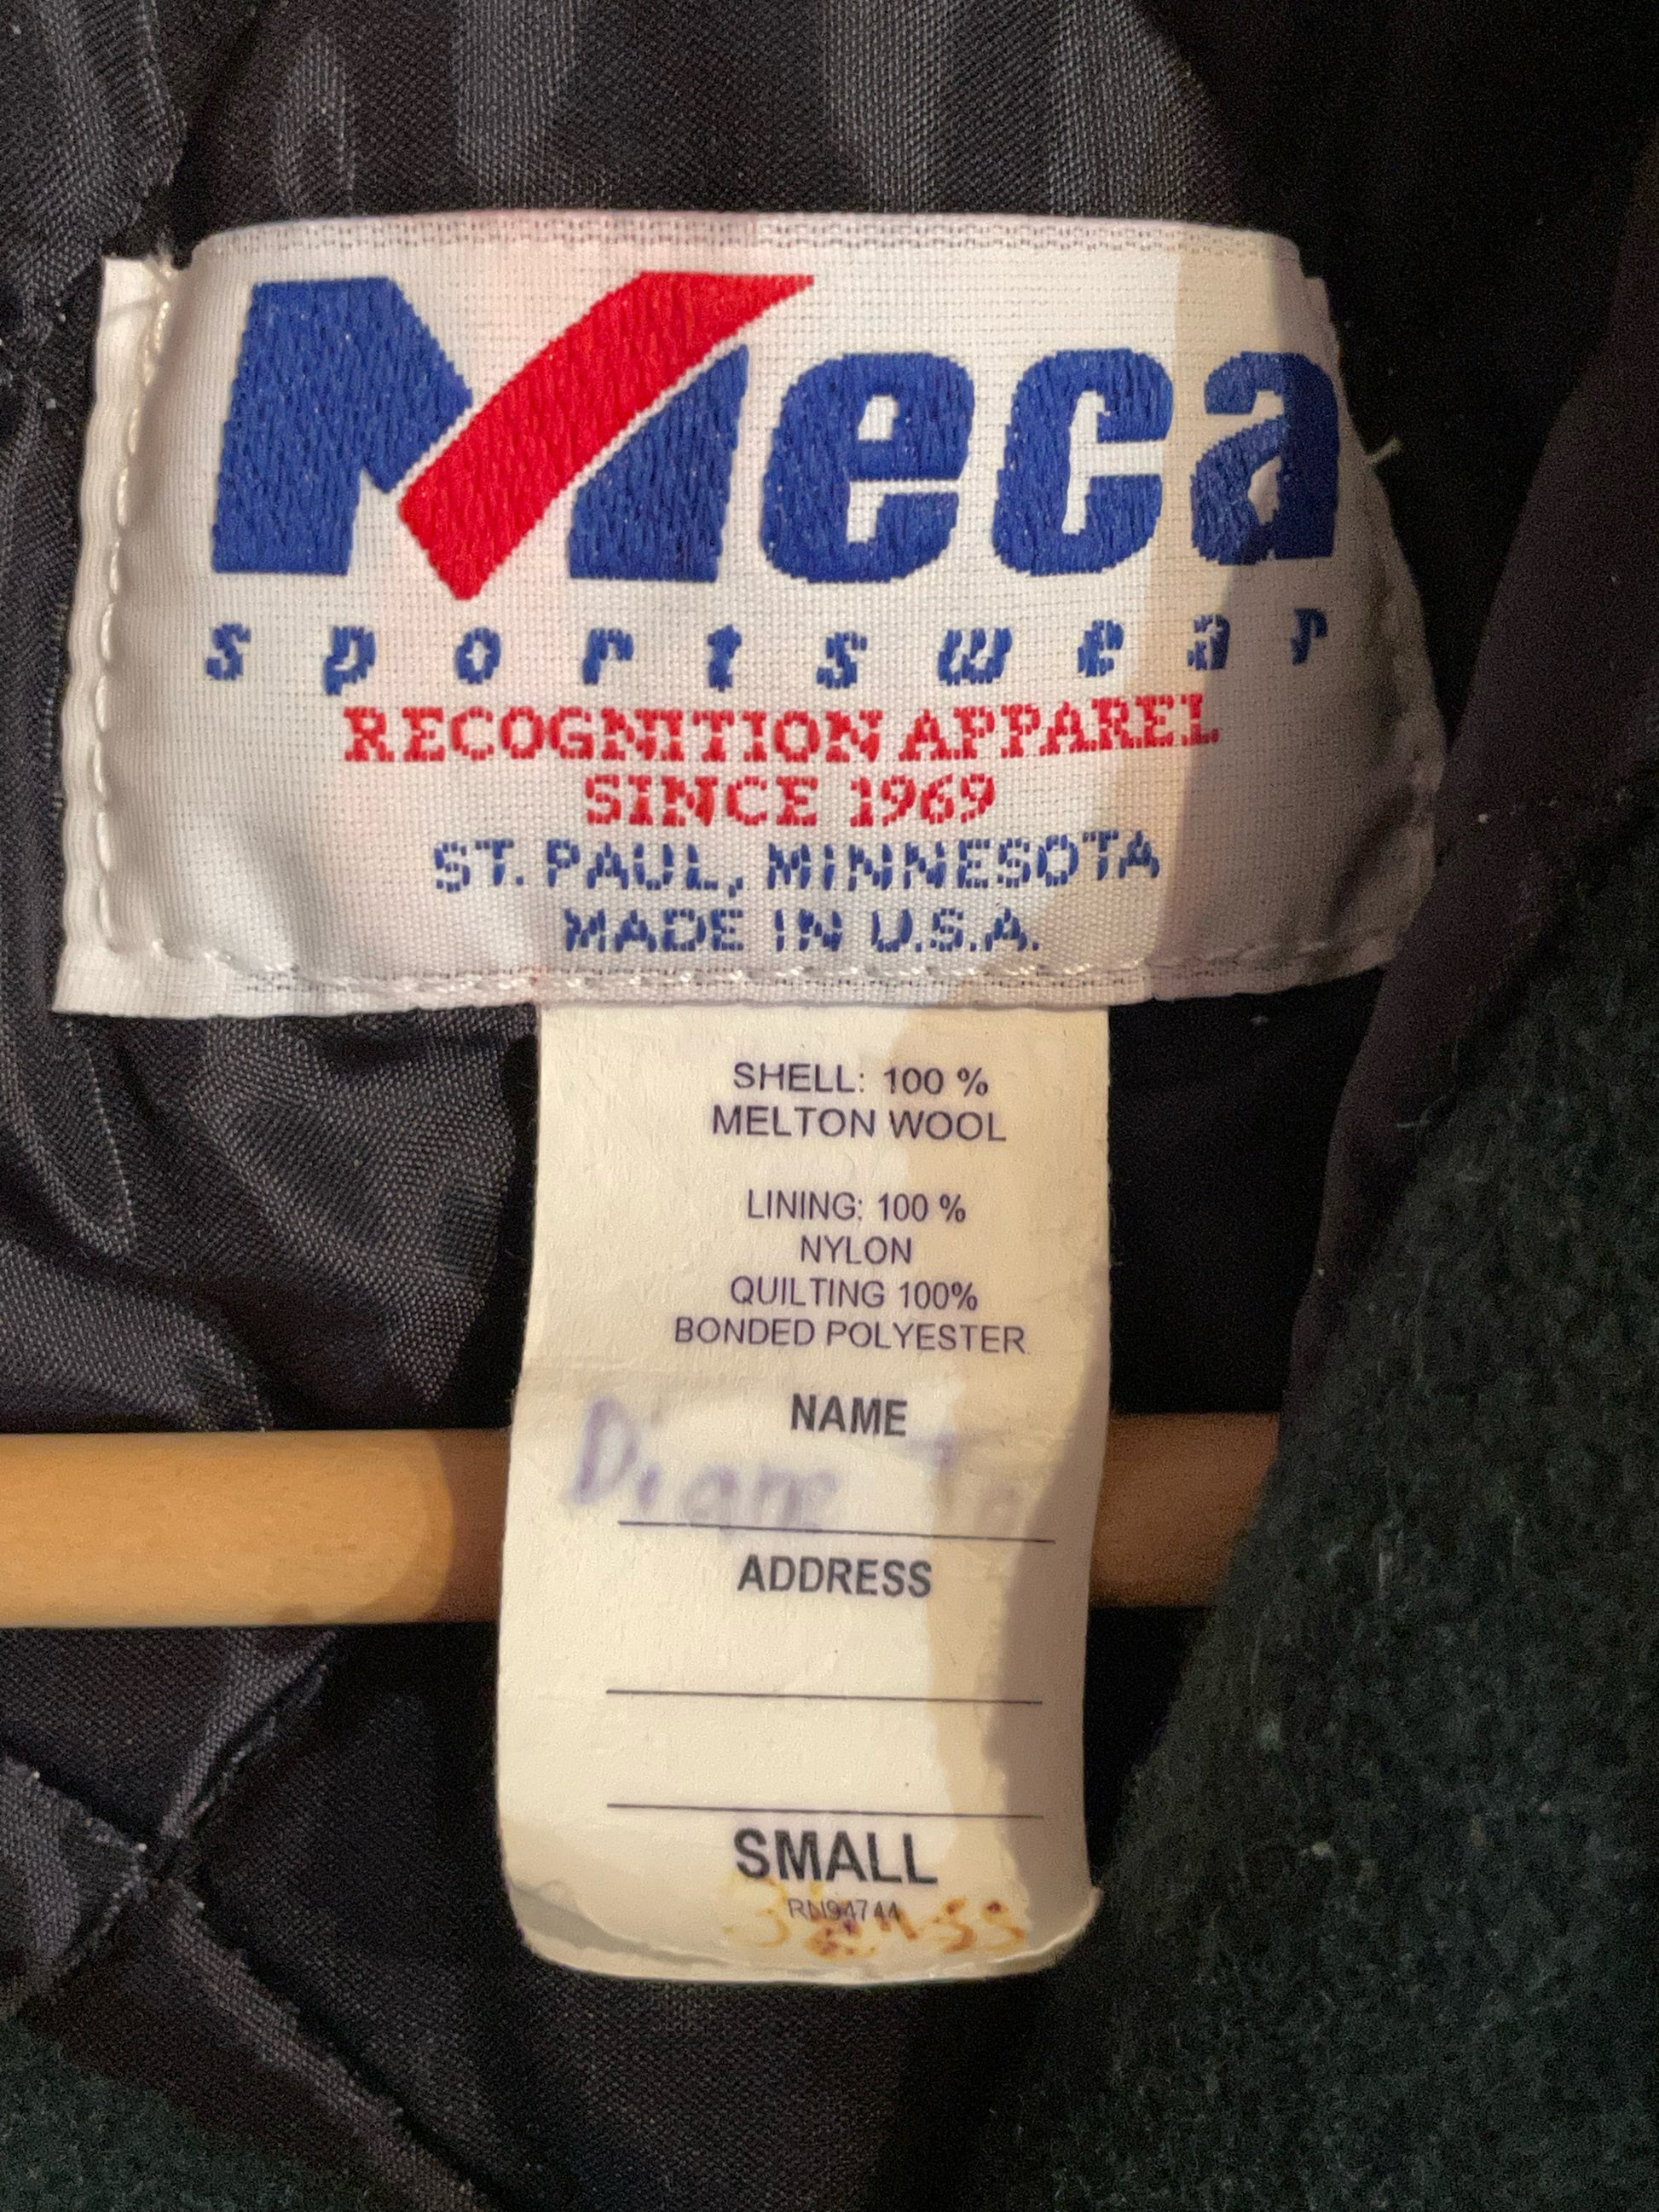 Meca
sportswear
RECOGNITION APPAREL
SINCE 1969
ST. PAUL, MINNESOTA
MADE IN U.S.A.
SHELL: 100 %
MELTON WOOL
LINING: 100 %
NYLON
QUILTING 100%
BONDED POLYESTER
NAME
Diane
ADDRESS
SMALL
RN94744